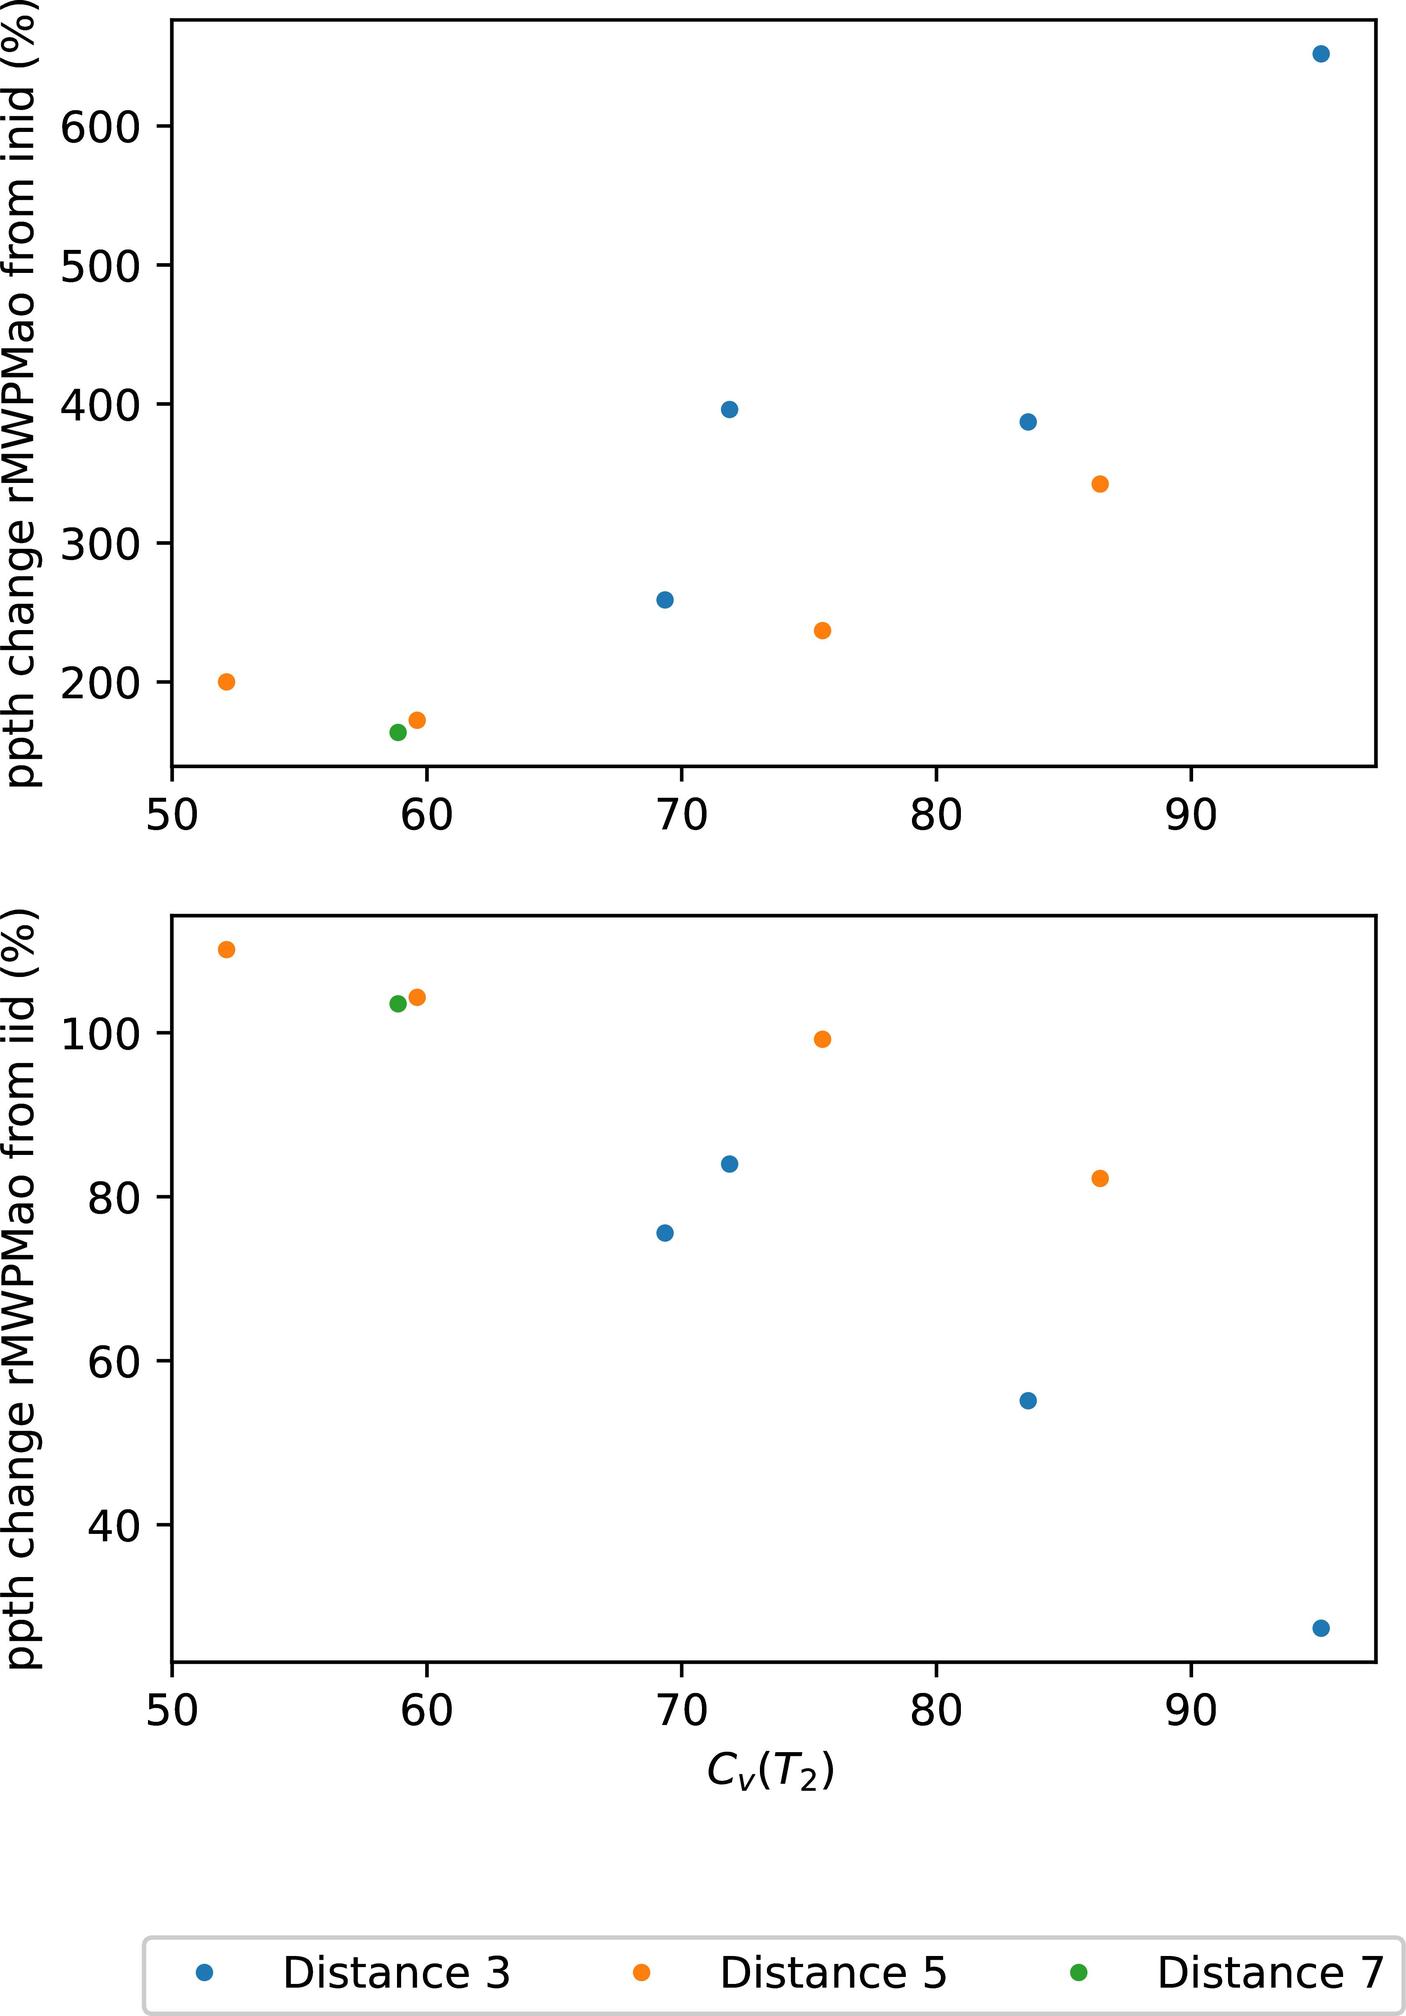 ppth change rMWPMao from inid (%)
600
500
400
300
200
50 60 70 80 90
ppth change rMWPMao from iid (%)
100
80
60
40
50 60 70 80 90
Cᵥ(T₂)
Distance 3 Distance 5 Distance 7